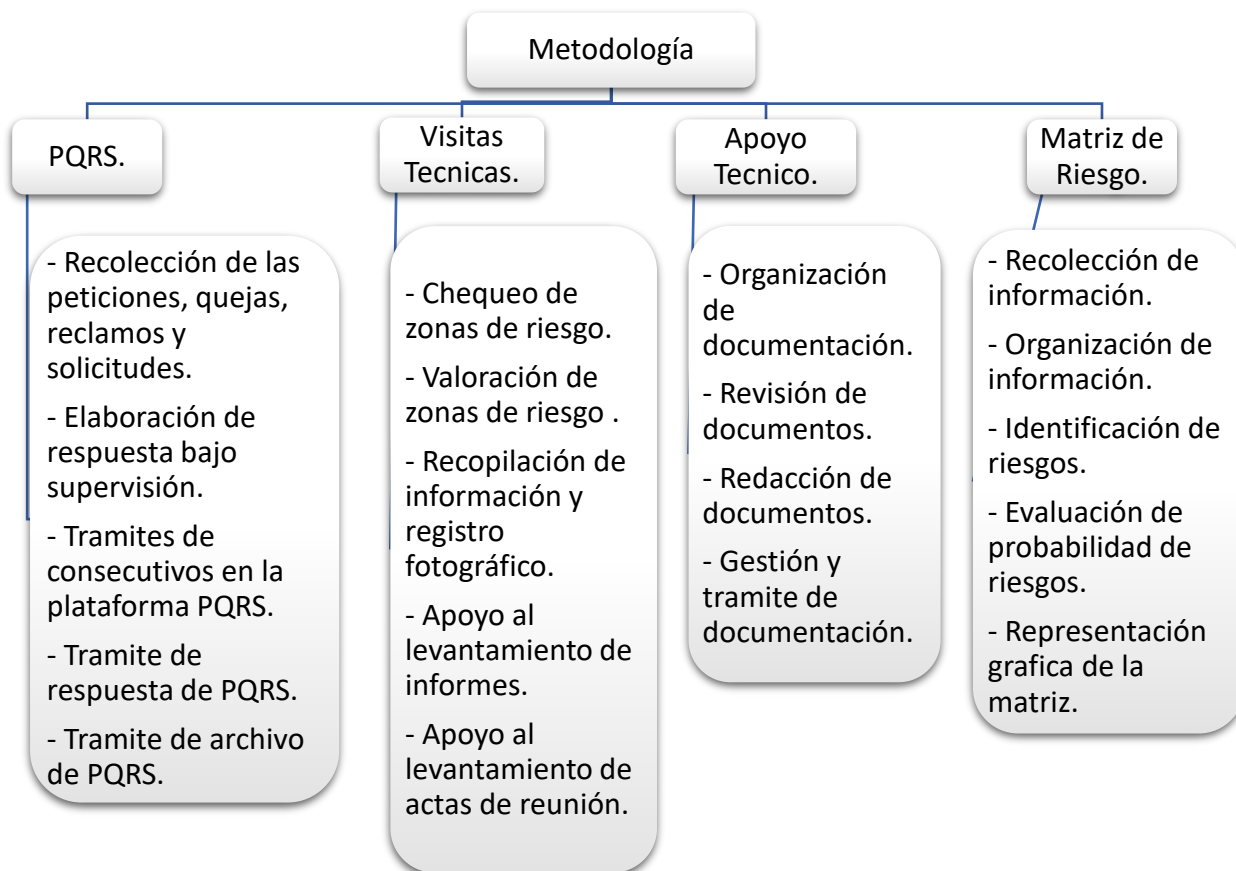 Metodología
PQRS.
Visitas
Tecnicas.
Apoyo
Tecnico.
Matriz de
Riesgo.
- Recolección de las
peticiones, quejas,
reclamos y
solicitudes.
- Elaboración de
respuesta bajo
supervisión.
- Tramites de
consecutivos en la
plataforma PQRS.
- Tramite de
respuesta de PQRS.
- Tramite de archivo
de PQRS.
- Chequeo de
zonas de riesgo.
- Valoración de
zonas de riesgo .
- Recopilación de
información y
registro
fotográfico.
- Apoyo al
levantamiento de
informes.
- Apoyo al
levantamiento de
actas de reunión.
- Organización
de
documentación.
- Revisión de
documentos.
- Redacción de
documentos.
- Gestión y
tramite de
documentación.
- Recolección de
información.
- Organización de
información.
- Identificación de
riesgos.
- Evaluación de
probabilidad de
riesgos.
- Representación
grafica de la
matriz.